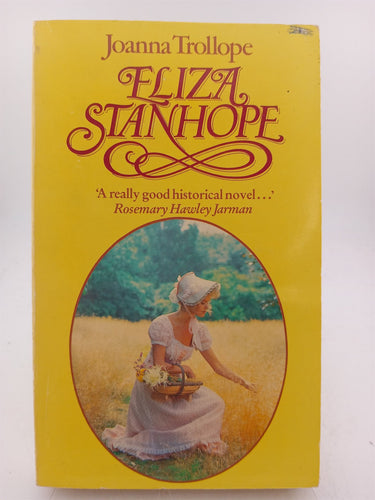 Joanna Trollope
ELIZA
STANHOPE
'A really good historical novel...'
Rosemary Hawley Jarman